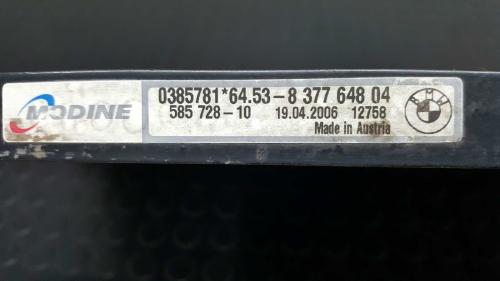 MODINE
0385781*64.53-8 377 648 04
585 728-10 19.04.2006 12758
Made in Austria
BMW